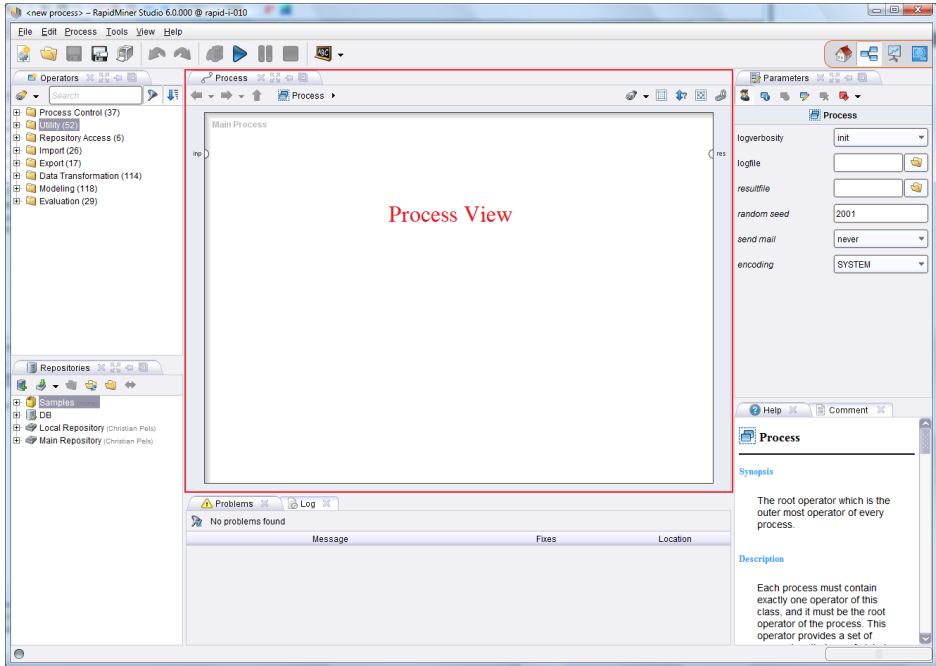 <new process> – RapidMiner Studio 6.0.000 @ rapid-i-010
File Edit Process Tools View Help
Operators
Search
Process Control (37)
Utility (52)
Repository Access (6)
Import (26)
Export (17)
Data Transformation (114)
Modeling (118)
Evaluation (29)
Repositories
Samples
DB
Local Repository (Christian Pels)
Main Repository (Christian Pels)
Process
Process
Main Process
inp
res
Process View
Problems
Log
No problems found
Message Fixes Location
Parameters
Process
logverbosity init
logfile
resultfile
random seed 2001
send mail never
encoding SYSTEM
Help
Comment
Process
Synopsis
The root operator which is the
outer most operator of every
process.
Description
Each process must contain
exactly one operator of this
class, and it must be the root
operator of the process. This
operator provides a set of